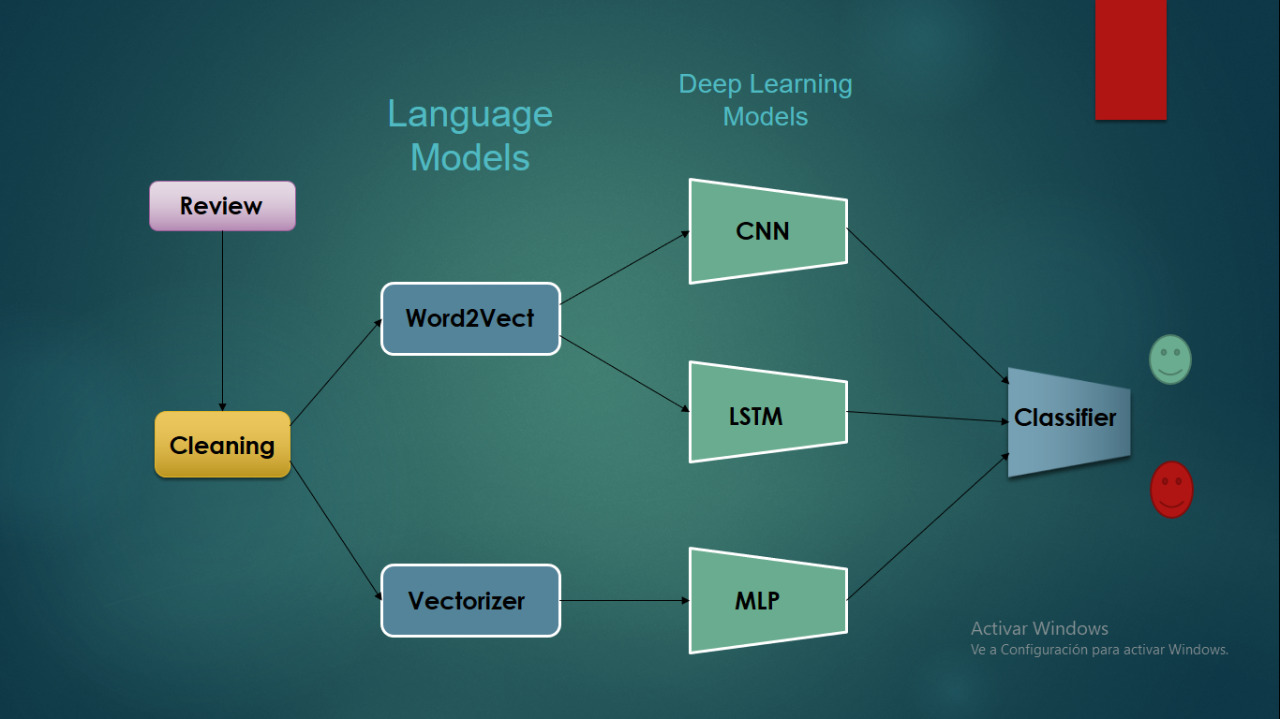 Language
Models
Deep Learning
Models
Review
CNN
Word2Vect
LSTM
Classifier
Cleaning
Vectorizer
MLP
Activar Windows
Ve a Configuración para activar Windows.